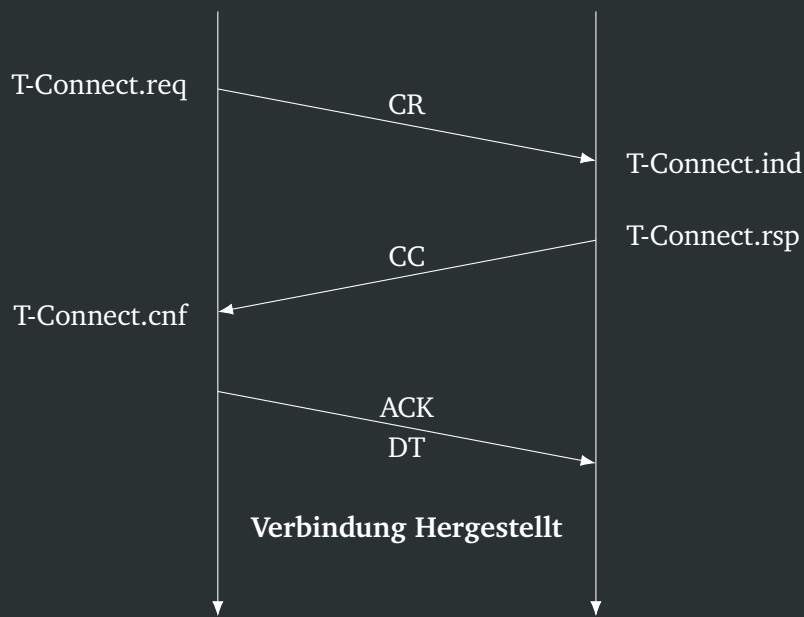 T-Connect.req
CR
T-Connect.ind
T-Connect.rsp
CC
T-Connect.cnf
ACK
DT
Verbindung Hergestellt